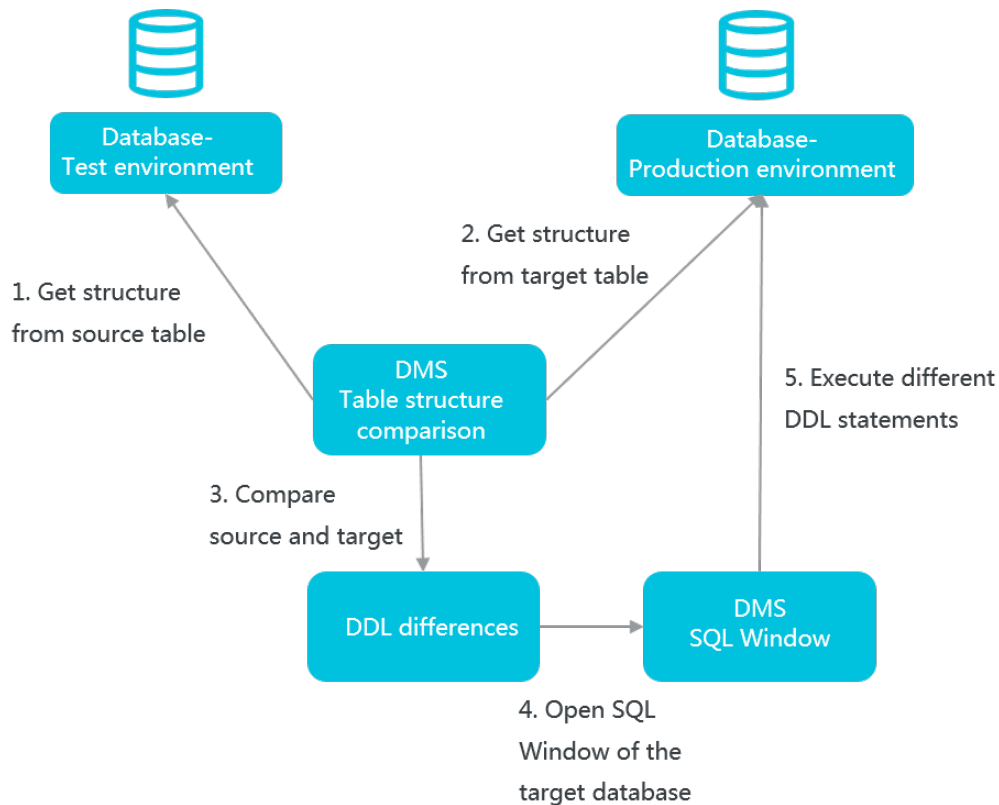 Database-
Test environment
Database-
Production environment
2. Get structure
from target table
1. Get structure
from source table
DMS
Table structure
comparison
5. Execute different
DDL statements
3. Compare
source and target
DDL differences
DMS
SQL Window
4. Open SQL
Window of the
target database